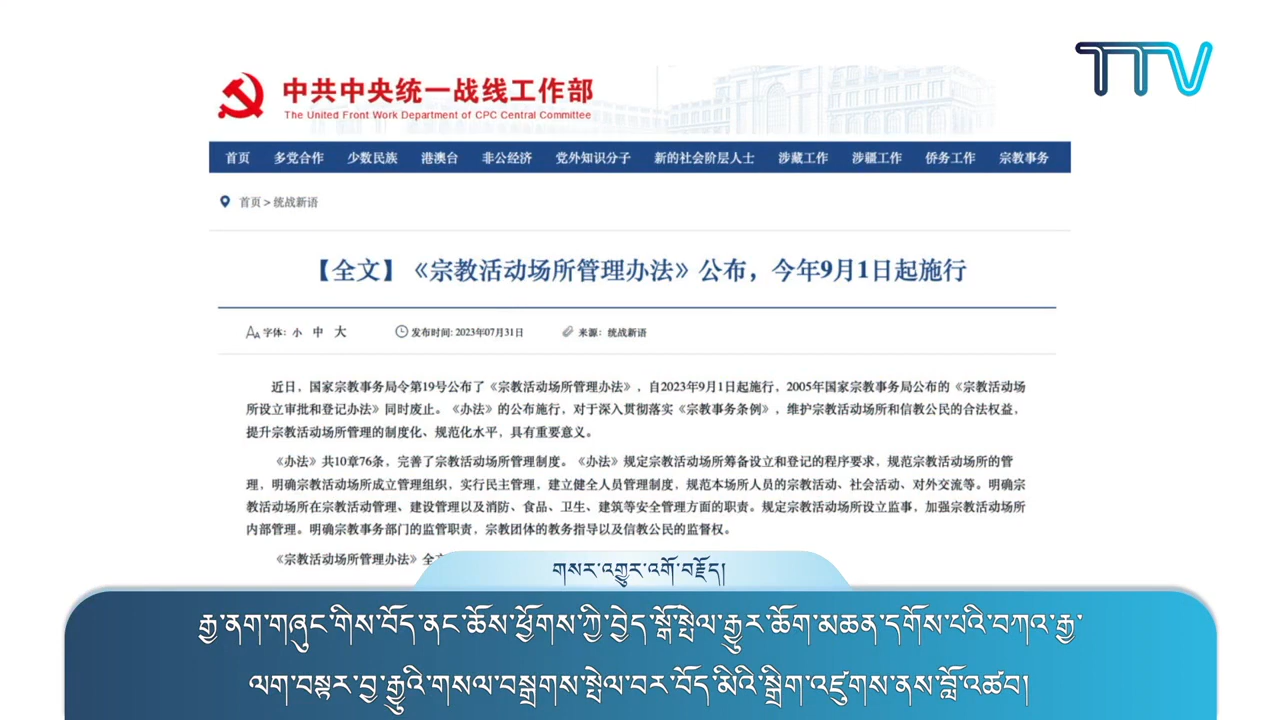 TTV
中共中央统一战线工作部
The United Front Work Department of CPC Central Committee
首页 多党合作 少数民族 港澳台 非公经济 党外知识分子 新的社会阶层人士 涉藏工作 涉疆工作 侨务工作 宗教事务
首页 > 统战新语
【全文】《宗教活动场所管理办法》公布，今年9月1日起施行
AA 字体: 小 中 大 发布时间: 2023年07月31日 来源: 统战新语
近日，国家宗教事务局令第19号公布了《宗教活动场所管理办法》，自2023年9月1日起施行，2005年国家宗教事务局公布的《宗教活动场
所设立审批和登记办法》同时废止。《办法》的公布施行，对于深入贯彻落实《宗教事务条例》，维护宗教活动场所和信教公民的合法权益，
提升宗教活动场所管理的制度化、规范化水平，具有重要意义。
《办法》共10章76条，完善了宗教活动场所管理制度。《办法》规定宗教活动场所筹备设立和登记的程序要求，规范宗教活动场所的管
理，明确宗教活动场所成立管理组织，实行民主管理，建立健全人员管理制度，规范本场所人员的宗教活动、社会活动、对外交流等。明确宗
教活动场所在宗教活动管理、建设管理以及消防、食品、卫生、建筑等安全管理方面的职责。规定宗教活动场所设立监事，加强宗教活动场所
内部管理。明确宗教事务部门的监管职责，宗教团体的教务指导以及信教公民的监督权。
《宗教活动场所管理办法》全
གསར་འགྱུར་འགོ་བརྗོད།
རྒྱ་ནག་གཞུང་གིས་བོད་ནང་ཆོས་ཕྱོགས་ཀྱི་བྱེད་སྒོ་སྤེལ་རྒྱུར་ཆོག་མཆན་དགོས་པའི་བཀའ་རྒྱ་
ལག་བསྟར་བྱ་རྒྱུའི་གསལ་བསྒྲགས་སྤེལ་བར་བོད་མིའི་སྒྲིག་འཛུགས་ནས་བློ་འཚབ།